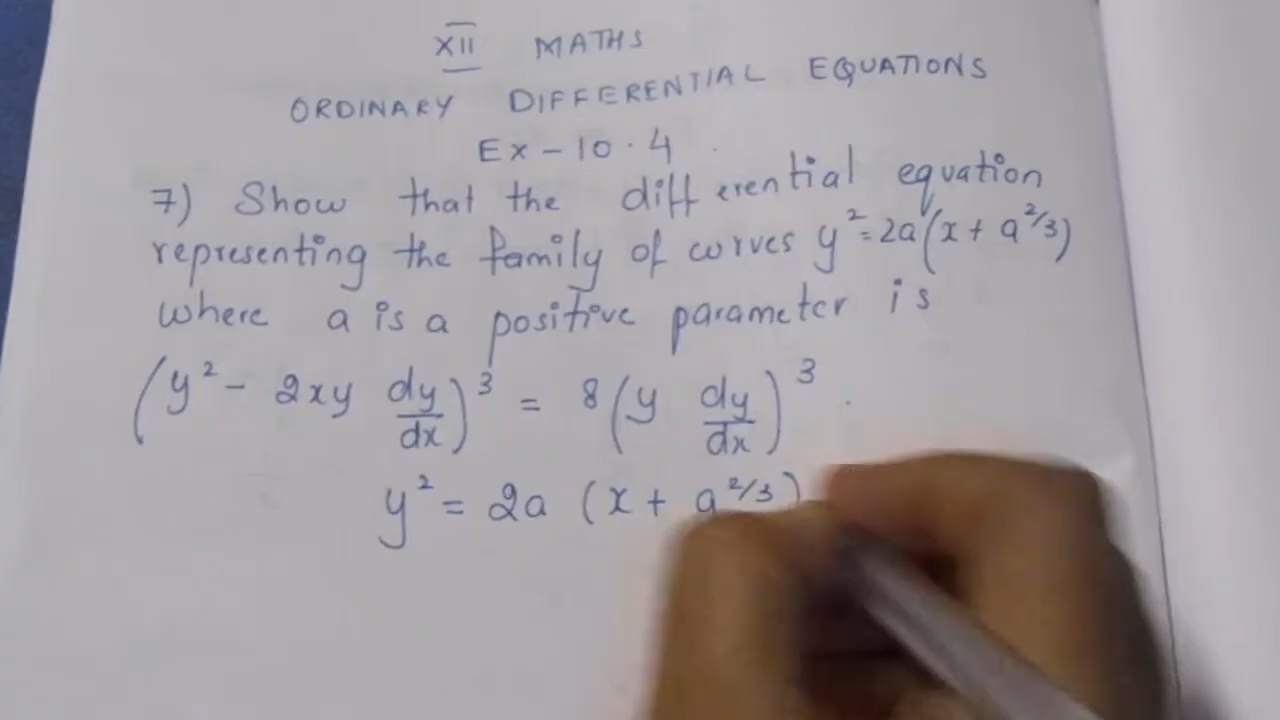 XII MATHS
ORDINARY DIFFERENTIAL EQUATIONS
Ex - 10.4
7) Show that the differential equation
representing the family of curves y² = 2a(x + a^2/3)
where a is a positive parameter is
(y² - 2xy dy/dx)³ = 8(y dy/dx)³.
y² = 2a (x + a^2/3)